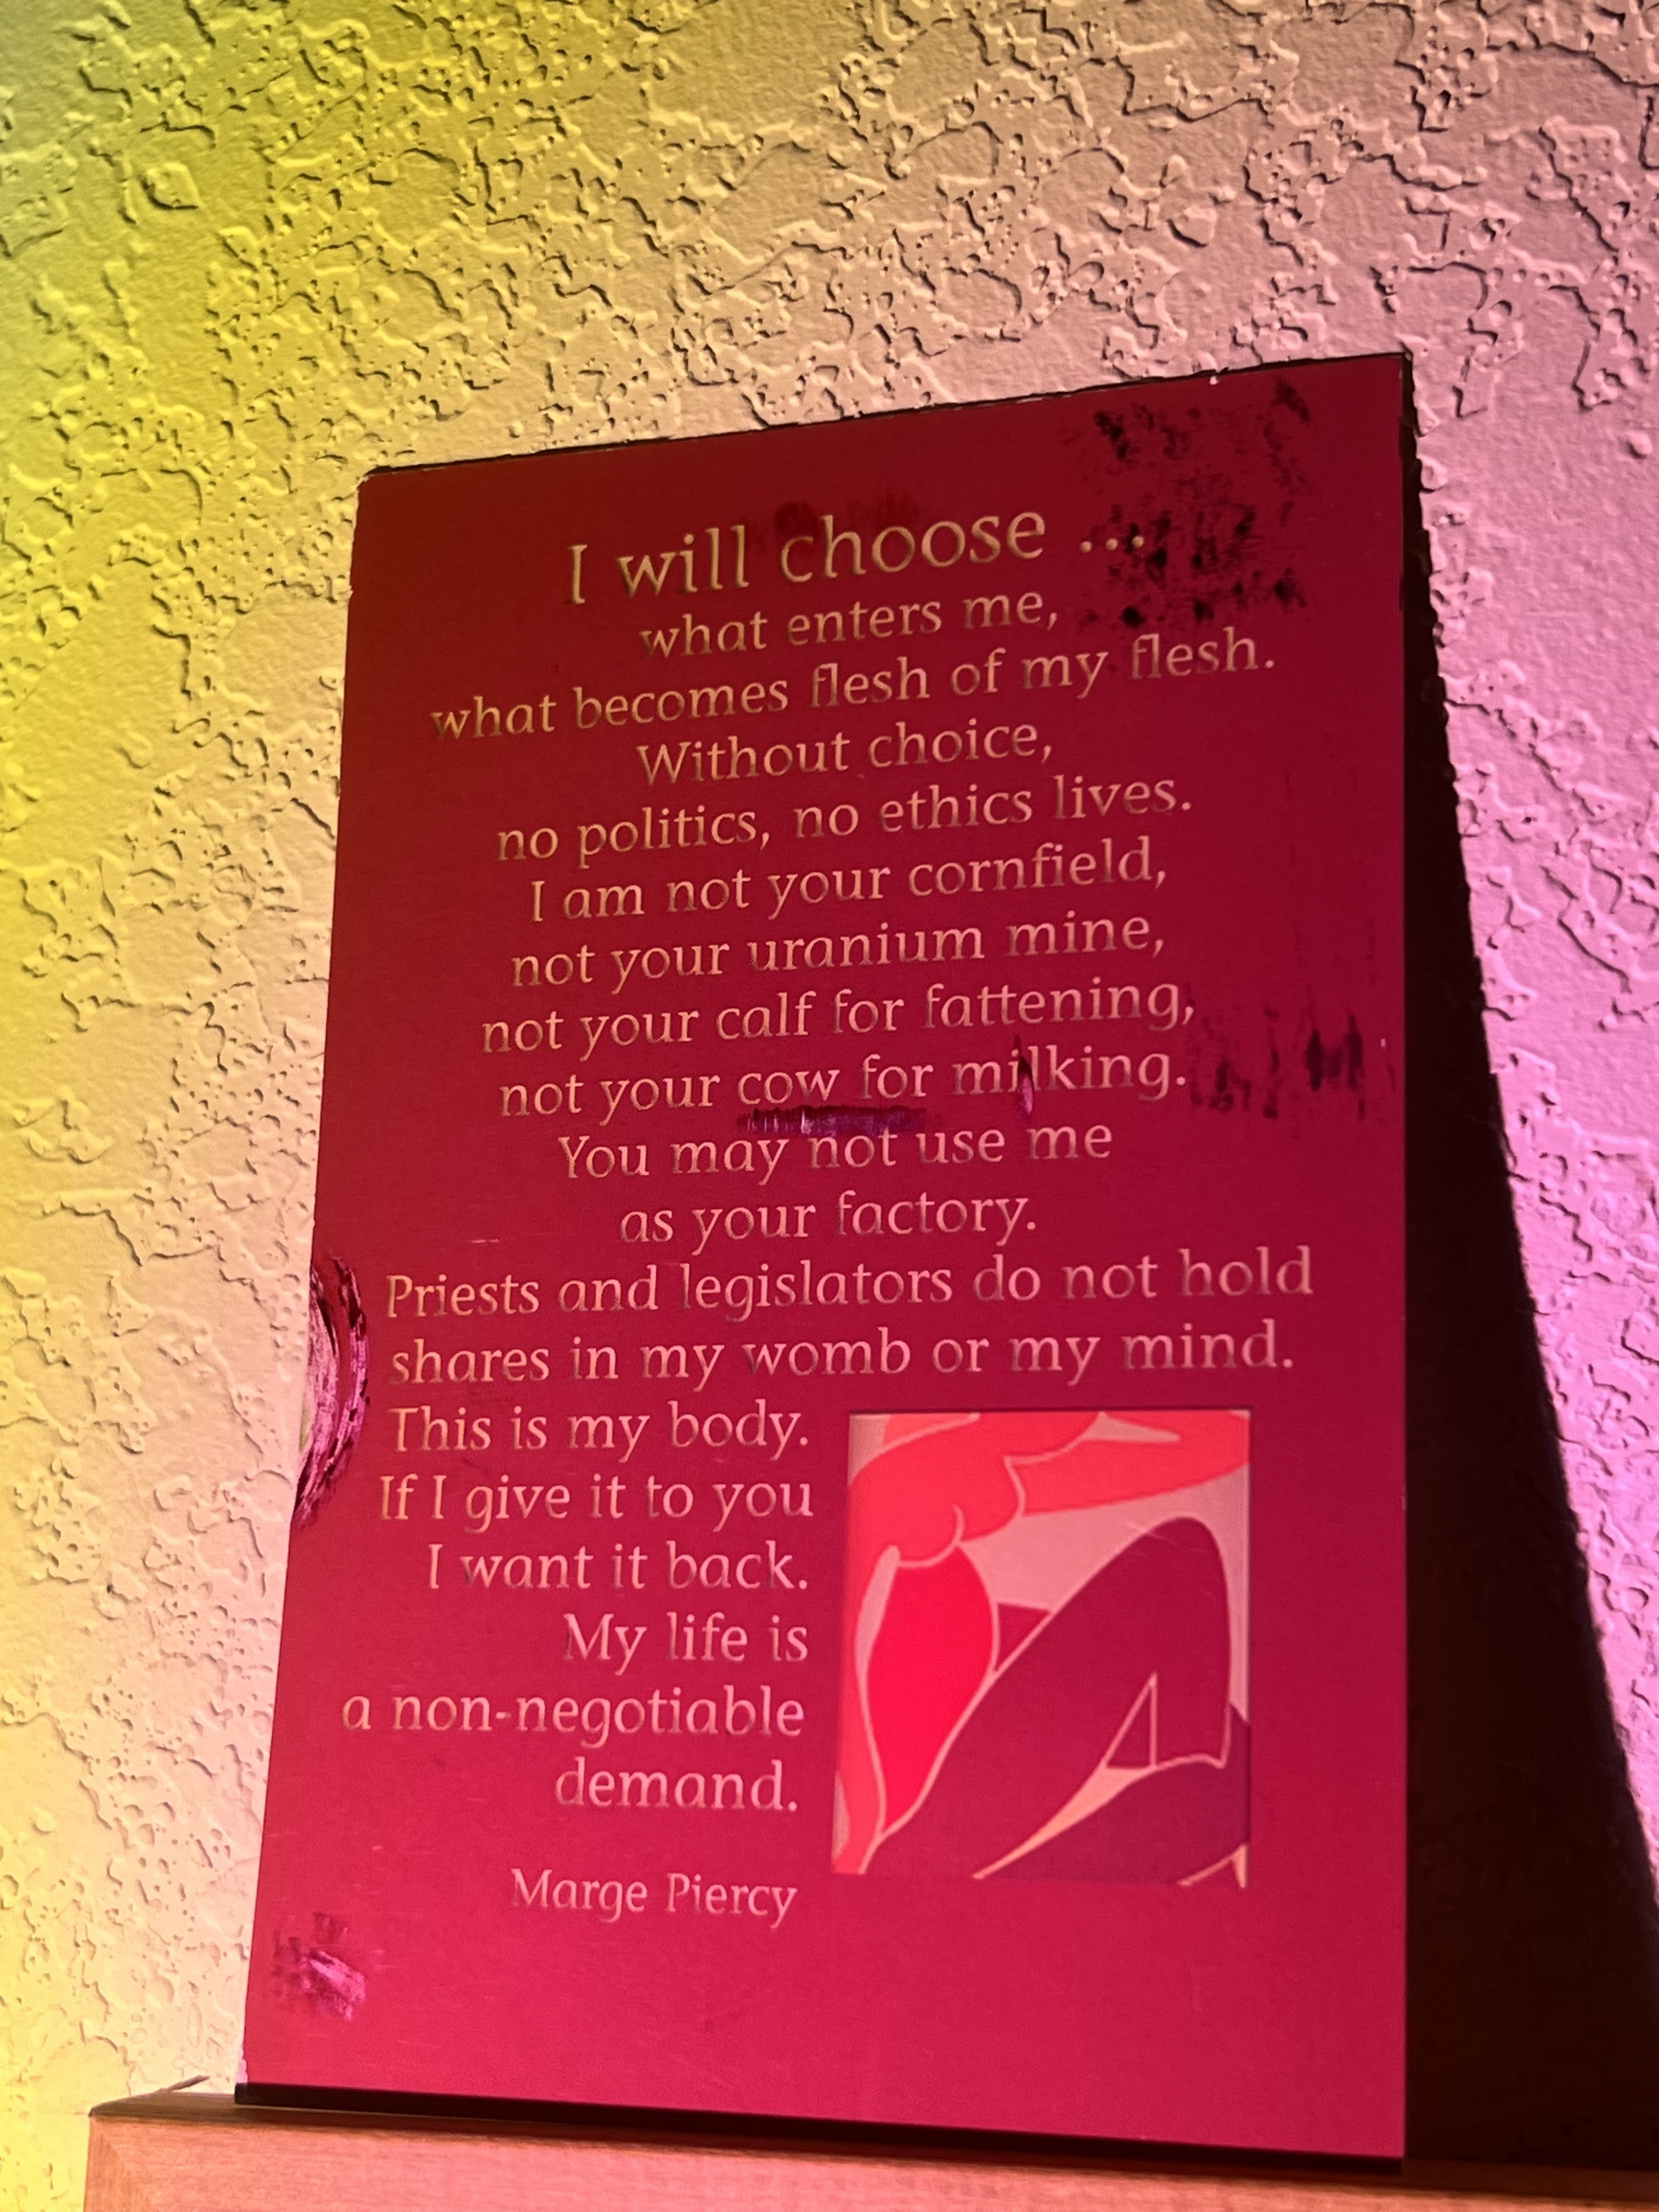 I will choose ...
what enters me,
what becomes flesh of my flesh.
Without choice,
no politics, no ethics lives.
I am not your cornfield,
not your uranium mine,
not your calf for fattening,
not your cow for milking.
You may not use me
as your factory.
Priests and legislators do not hold
shares in my womb or my mind.
This is my body.
If I give it to you
I want it back.
My life is
a non-negotiable
demand.
Marge Piercy